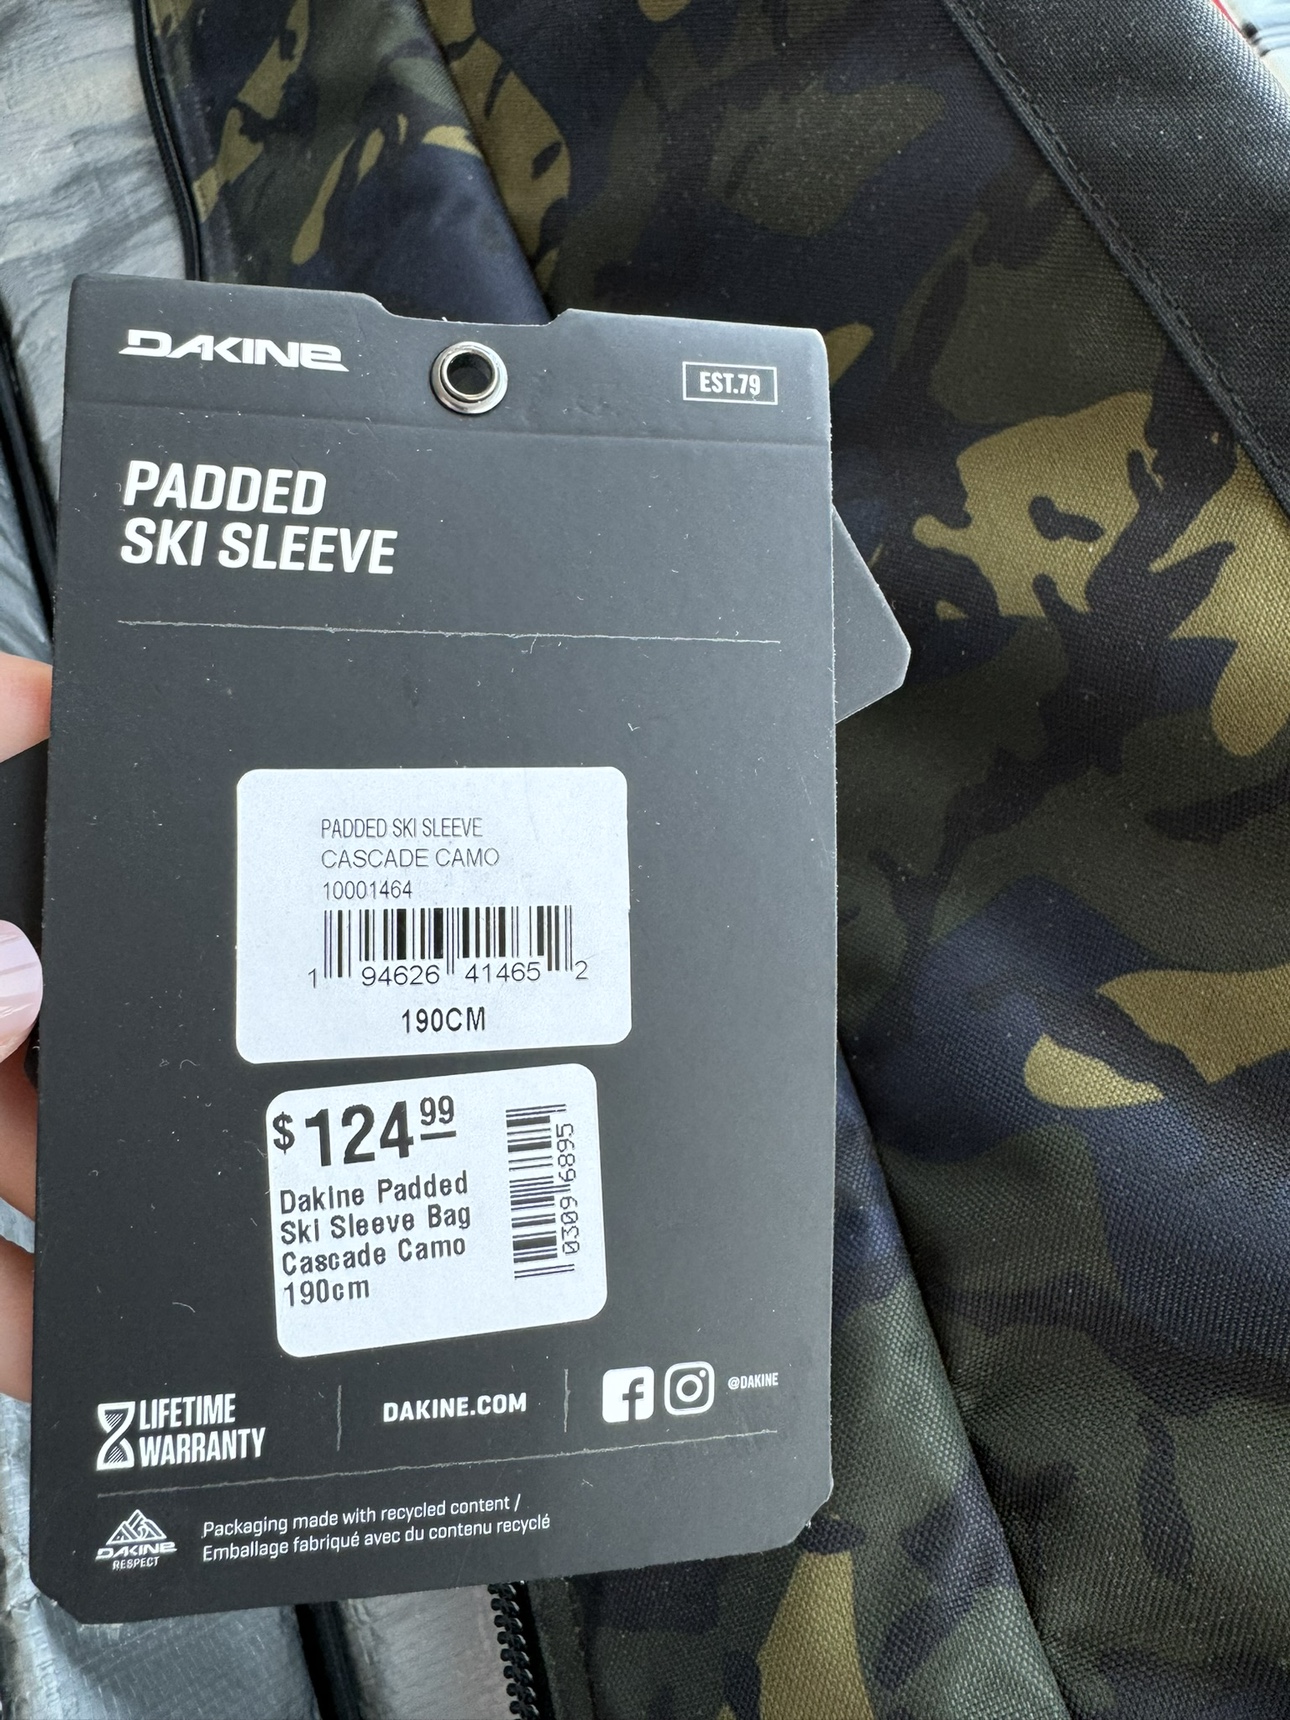 DAKINE
EST.79
PADDED
SKI SLEEVE
PADDED SKI SLEEVE
CASCADE CAMO
10001464
1 94626 41465 2
190CM
$124.99
Dakine Padded
Ski Sleeve Bag
Cascade Camo
190cm
0309 6895
LIFETIME
WARRANTY
DAKINE.COM
@DAKINE
DAKINE
RESPECT
Packaging made with recycled content /
Emballage fabriqué avec du contenu recyclé